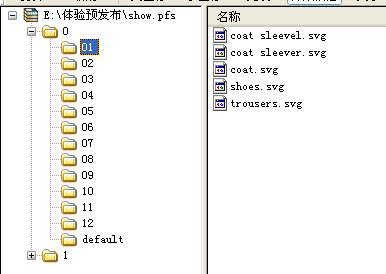 E:\体验预发布\show.pfs
0
01
02
03
04
05
06
07
08
09
10
11
12
default
1
名称
coat sleevel.svg
coat sleever.svg
coat.svg
shoes.svg
trousers.svg